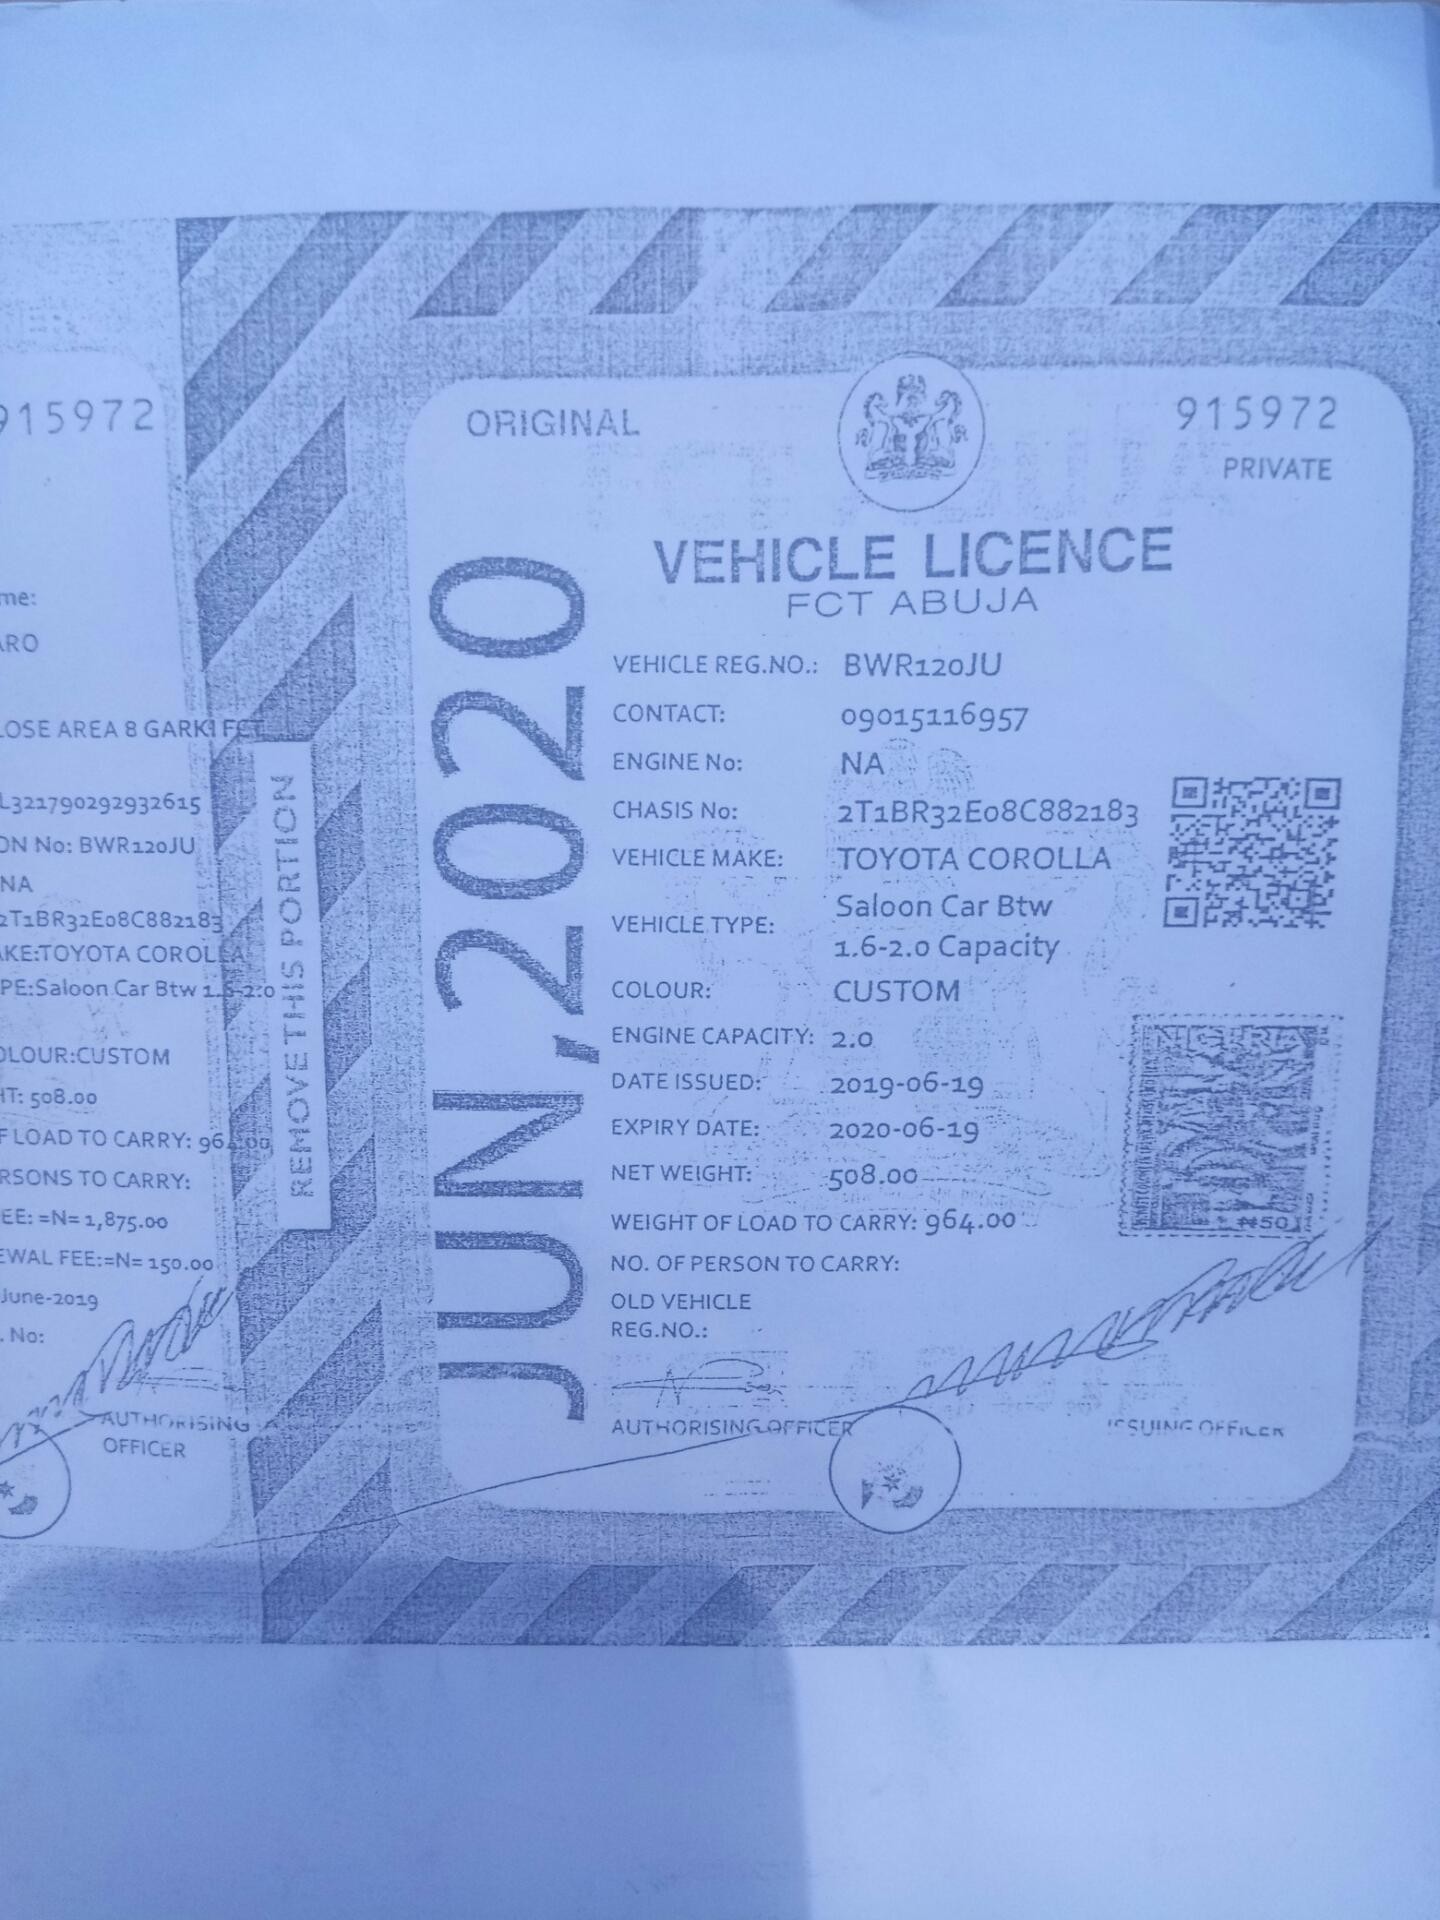 915972
me:
ARO
LOSE AREA 8 GARKI FCT
L321790292932615
ON No: BWR120JU
NA
2T1BR32E08C882183
AKE:TOYOTA COROLLA
PE:Saloon Car Btw 1.6-2.0
OLOUR:CUSTOM
HT: 508.00
F LOAD TO CARRY: 964.00
RSONS TO CARRY:
EE: =N= 1,875.00
EWAL FEE:=N= 150.00
June-2019
. No:
AUTHORISING
OFFICER
REMOVE THIS PORTION
JUN,2020
ORIGINAL
915972
PRIVATE
VEHICLE LICENCE
FCT ABUJA
VEHICLE REG.NO.: BWR120JU
CONTACT: 09015116957
ENGINE No: NA
CHASIS No: 2T1BR32E08C882183
VEHICLE MAKE: TOYOTA COROLLA
VEHICLE TYPE: Saloon Car Btw
1.6-2.0 Capacity
COLOUR: CUSTOM
ENGINE CAPACITY: 2.0
DATE ISSUED: 2019-06-19
EXPIRY DATE: 2020-06-19
NET WEIGHT: 508.00
WEIGHT OF LOAD TO CARRY: 964.00
NO. OF PERSON TO CARRY:
OLD VEHICLE
REG.NO.:
NIGERIA
₦50
AUTHORISING OFFICER
ISSUING OFFICER